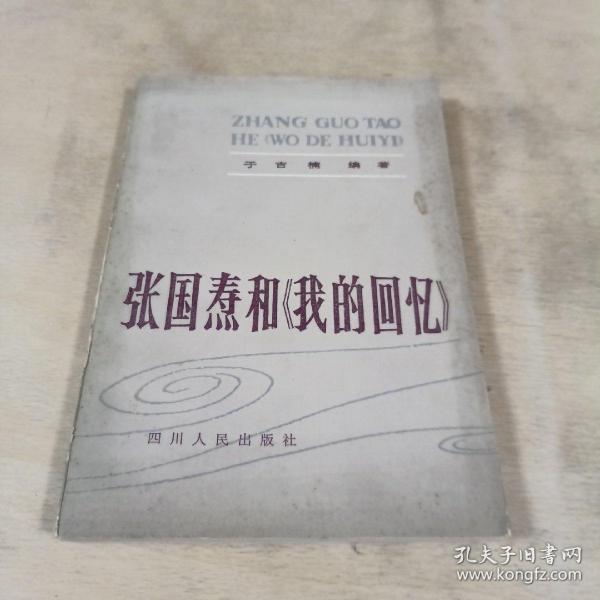 ZHANG GUO TAO
HE《WO DE HUIYI》
于吉楠 编著
张国焘和《我的回忆》
四川人民出版社
孔夫子旧书网
www.kongfz.com